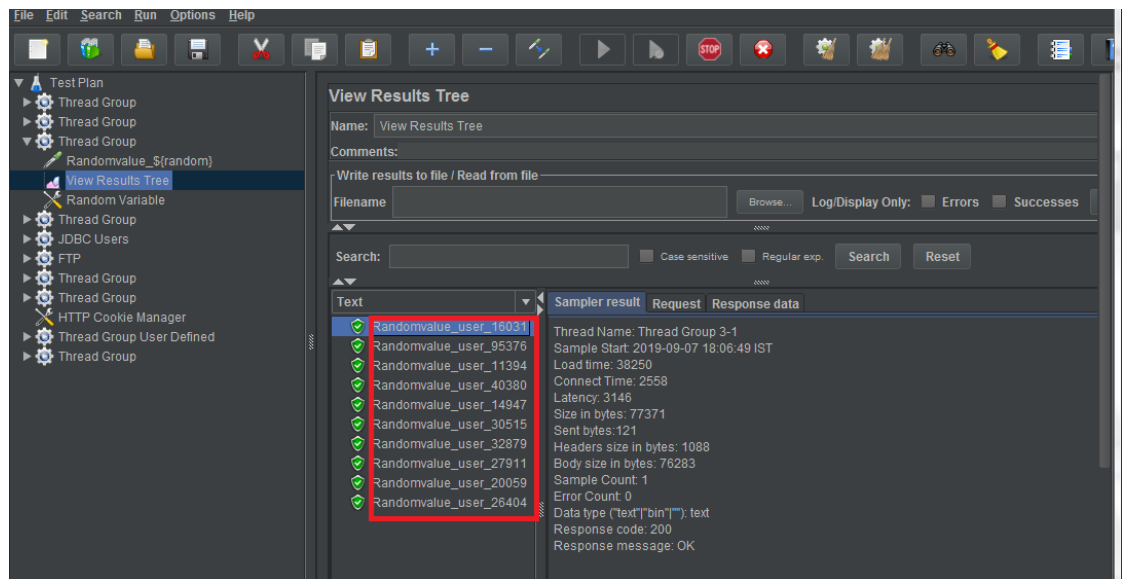 File Edit Search Run Options Help
STOP
Test Plan
Thread Group
Thread Group
Thread Group
Randomvalue_${random}
View Results Tree
Random Variable
Thread Group
JDBC Users
FTP
Thread Group
Thread Group
HTTP Cookie Manager
Thread Group User Defined
Thread Group
View Results Tree
Name: View Results Tree
Comments:
Write results to file / Read from file
Filename Browse... Log/Display Only: Errors Successes
Search: Case sensitive Regular exp. Search Reset
Text
Randomvalue_user_16031
Randomvalue_user_95376
Randomvalue_user_11394
Randomvalue_user_40380
Randomvalue_user_14947
Randomvalue_user_30515
Randomvalue_user_32879
Randomvalue_user_27911
Randomvalue_user_20059
Randomvalue_user_26404
Sampler result Request Response data
Thread Name: Thread Group 3-1
Sample Start: 2019-09-07 18:06:49 IST
Load time: 38250
Connect Time: 2558
Latency: 3146
Size in bytes: 77371
Sent bytes:121
Headers size in bytes: 1088
Body size in bytes: 76283
Sample Count: 1
Error Count: 0
Data type ("text"|"bin"|""): text
Response code: 200
Response message: OK